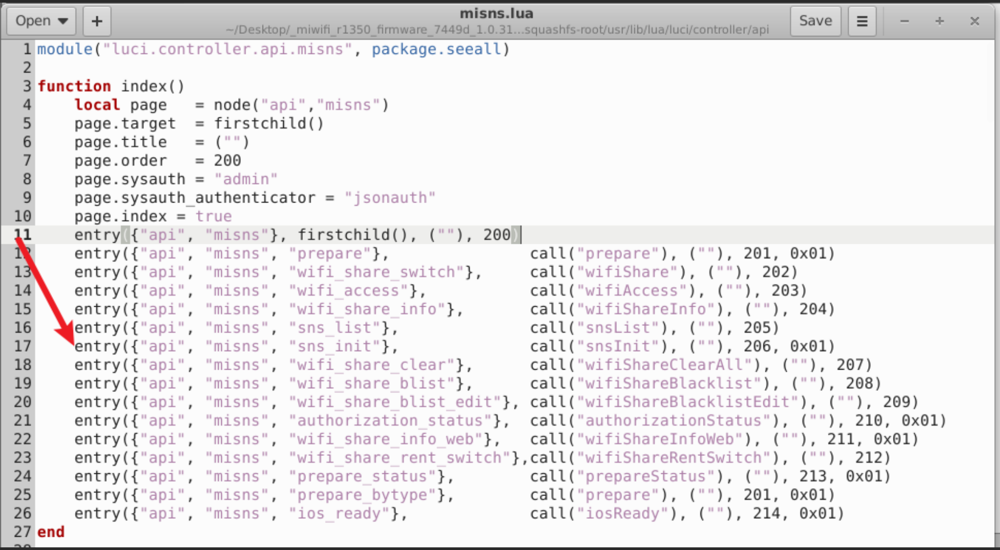 Open
+
misns.lua
~/Desktop/_miwifi_r1350_firmware_7449d_1.0.31...squashfs-root/usr/lib/lua/luci/controller/api
Save
1 module("luci.controller.api.misns", package.seeall)
2
3 function index()
4     local page   = node("api","misns")
5     page.target  = firstchild()
6     page.title   = ("")
7     page.order   = 200
8     page.sysauth = "admin"
9     page.sysauth_authenticator = "jsonauth"
10     page.index = true
11     entry({"api", "misns"}, firstchild(), (""), 200)
12     entry({"api", "misns", "prepare"},               call("prepare"), (""), 201, 0x01)
13     entry({"api", "misns", "wifi_share_switch"},     call("wifiShare"), (""), 202)
14     entry({"api", "misns", "wifi_access"},           call("wifiAccess"), (""), 203)
15     entry({"api", "misns", "wifi_share_info"},       call("wifiShareInfo"), (""), 204)
16     entry({"api", "misns", "sns_list"},              call("snsList"), (""), 205)
17     entry({"api", "misns", "sns_init"},              call("snsInit"), (""), 206, 0x01)
18     entry({"api", "misns", "wifi_share_clear"},      call("wifiShareClearAll"), (""), 207)
19     entry({"api", "misns", "wifi_share_blist"},      call("wifiShareBlacklist"), (""), 208)
20     entry({"api", "misns", "wifi_share_blist_edit"}, call("wifiShareBlacklistEdit"), (""), 209)
21     entry({"api", "misns", "authorization_status"},  call("authorizationStatus"), (""), 210, 0x01)
22     entry({"api", "misns", "wifi_share_info_web"},   call("wifiShareInfoWeb"), (""), 211, 0x01)
23     entry({"api", "misns", "wifi_share_rent_switch"},call("wifiShareRentSwitch"), (""), 212)
24     entry({"api", "misns", "prepare_status"},        call("prepareStatus"), (""), 213, 0x01)
25     entry({"api", "misns", "prepare_bytype"},        call("prepare"), (""), 201, 0x01)
26     entry({"api", "misns", "ios_ready"},             call("iosReady"), (""), 214, 0x01)
27 end